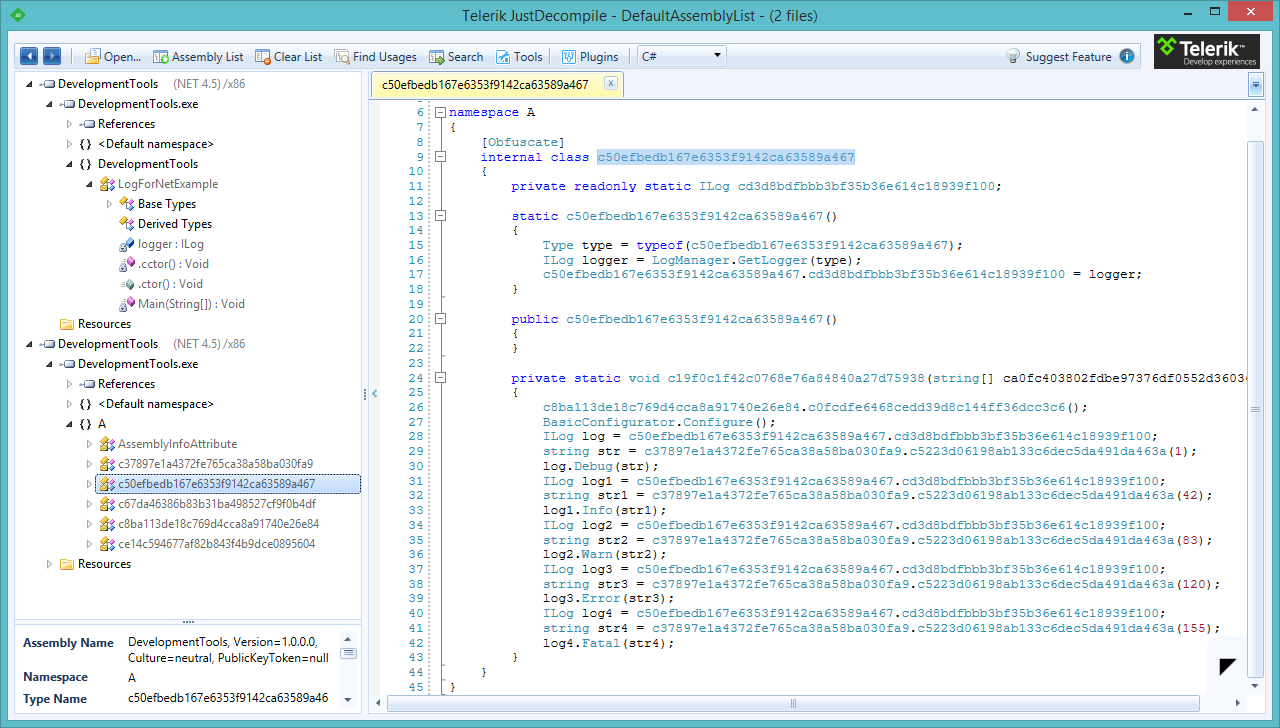 Telerik JustDecompile - DefaultAssemblyList - (2 files)
Open... Assembly List Clear List Find Usages Search Tools Plugins C# Suggest Feature
Telerik
Develop experiences
DevelopmentTools (NET 4.5) /x86
DevelopmentTools.exe
References
{} <Default namespace>
{} DevelopmentTools
LogForNetExample
Base Types
Derived Types
logger : ILog
.cctor() : Void
.ctor() : Void
Main(String[]) : Void
Resources
DevelopmentTools (NET 4.5) /x86
DevelopmentTools.exe
References
{} <Default namespace>
{} A
AssemblyInfoAttribute
c37897e1a4372fe765ca38a58ba030fa9
c50efbedb167e6353f9142ca63589a467
c67da46386b83b31ba498527cf9f0b4df
c8ba113de18c769d4cca8a91740e26e84
ce14c594677af82b843f4b9dce0895604
Resources
Assembly Name DevelopmentTools, Version=1.0.0.0,
Culture=neutral, PublicKeyToken=null
Namespace A
Type Name c50efbedb167e6353f9142ca63589a46
c50efbedb167e6353f9142ca63589a467 x
6 namespace A
7 {
8 [Obfuscate]
9 internal class c50efbedb167e6353f9142ca63589a467
10 {
11 private readonly static ILog cd3d8bdfbbb3bf35b36e614c18939f100;
12
13 static c50efbedb167e6353f9142ca63589a467()
14 {
15 Type type = typeof(c50efbedb167e6353f9142ca63589a467);
16 ILog logger = LogManager.GetLogger(type);
17 c50efbedb167e6353f9142ca63589a467.cd3d8bdfbbb3bf35b36e614c18939f100 = logger;
18 }
19
20 public c50efbedb167e6353f9142ca63589a467()
21 {
22 }
23
24 private static void c19f0c1f42c0768e76a84840a27d75938(string[] ca0fc403802fdbe97376df0552d3603
25 {
26 c8ba113de18c769d4cca8a91740e26e84.c0fcdfe6468cedd39d8c144ff36dcc3c6();
27 BasicConfigurator.Configure();
28 ILog log = c50efbedb167e6353f9142ca63589a467.cd3d8bdfbbb3bf35b36e614c18939f100;
29 string str = c37897e1a4372fe765ca38a58ba030fa9.c5223d06198ab133c6dec5da491da463a(1);
30 log.Debug(str);
31 ILog log1 = c50efbedb167e6353f9142ca63589a467.cd3d8bdfbbb3bf35b36e614c18939f100;
32 string str1 = c37897e1a4372fe765ca38a58ba030fa9.c5223d06198ab133c6dec5da491da463a(42);
33 log1.Info(str1);
34 ILog log2 = c50efbedb167e6353f9142ca63589a467.cd3d8bdfbbb3bf35b36e614c18939f100;
35 string str2 = c37897e1a4372fe765ca38a58ba030fa9.c5223d06198ab133c6dec5da491da463a(83);
36 log2.Warn(str2);
37 ILog log3 = c50efbedb167e6353f9142ca63589a467.cd3d8bdfbbb3bf35b36e614c18939f100;
38 string str3 = c37897e1a4372fe765ca38a58ba030fa9.c5223d06198ab133c6dec5da491da463a(120);
39 log3.Error(str3);
40 ILog log4 = c50efbedb167e6353f9142ca63589a467.cd3d8bdfbbb3bf35b36e614c18939f100;
41 string str4 = c37897e1a4372fe765ca38a58ba030fa9.c5223d06198ab133c6dec5da491da463a(155);
42 log4.Fatal(str4);
43 }
44 }
45 }